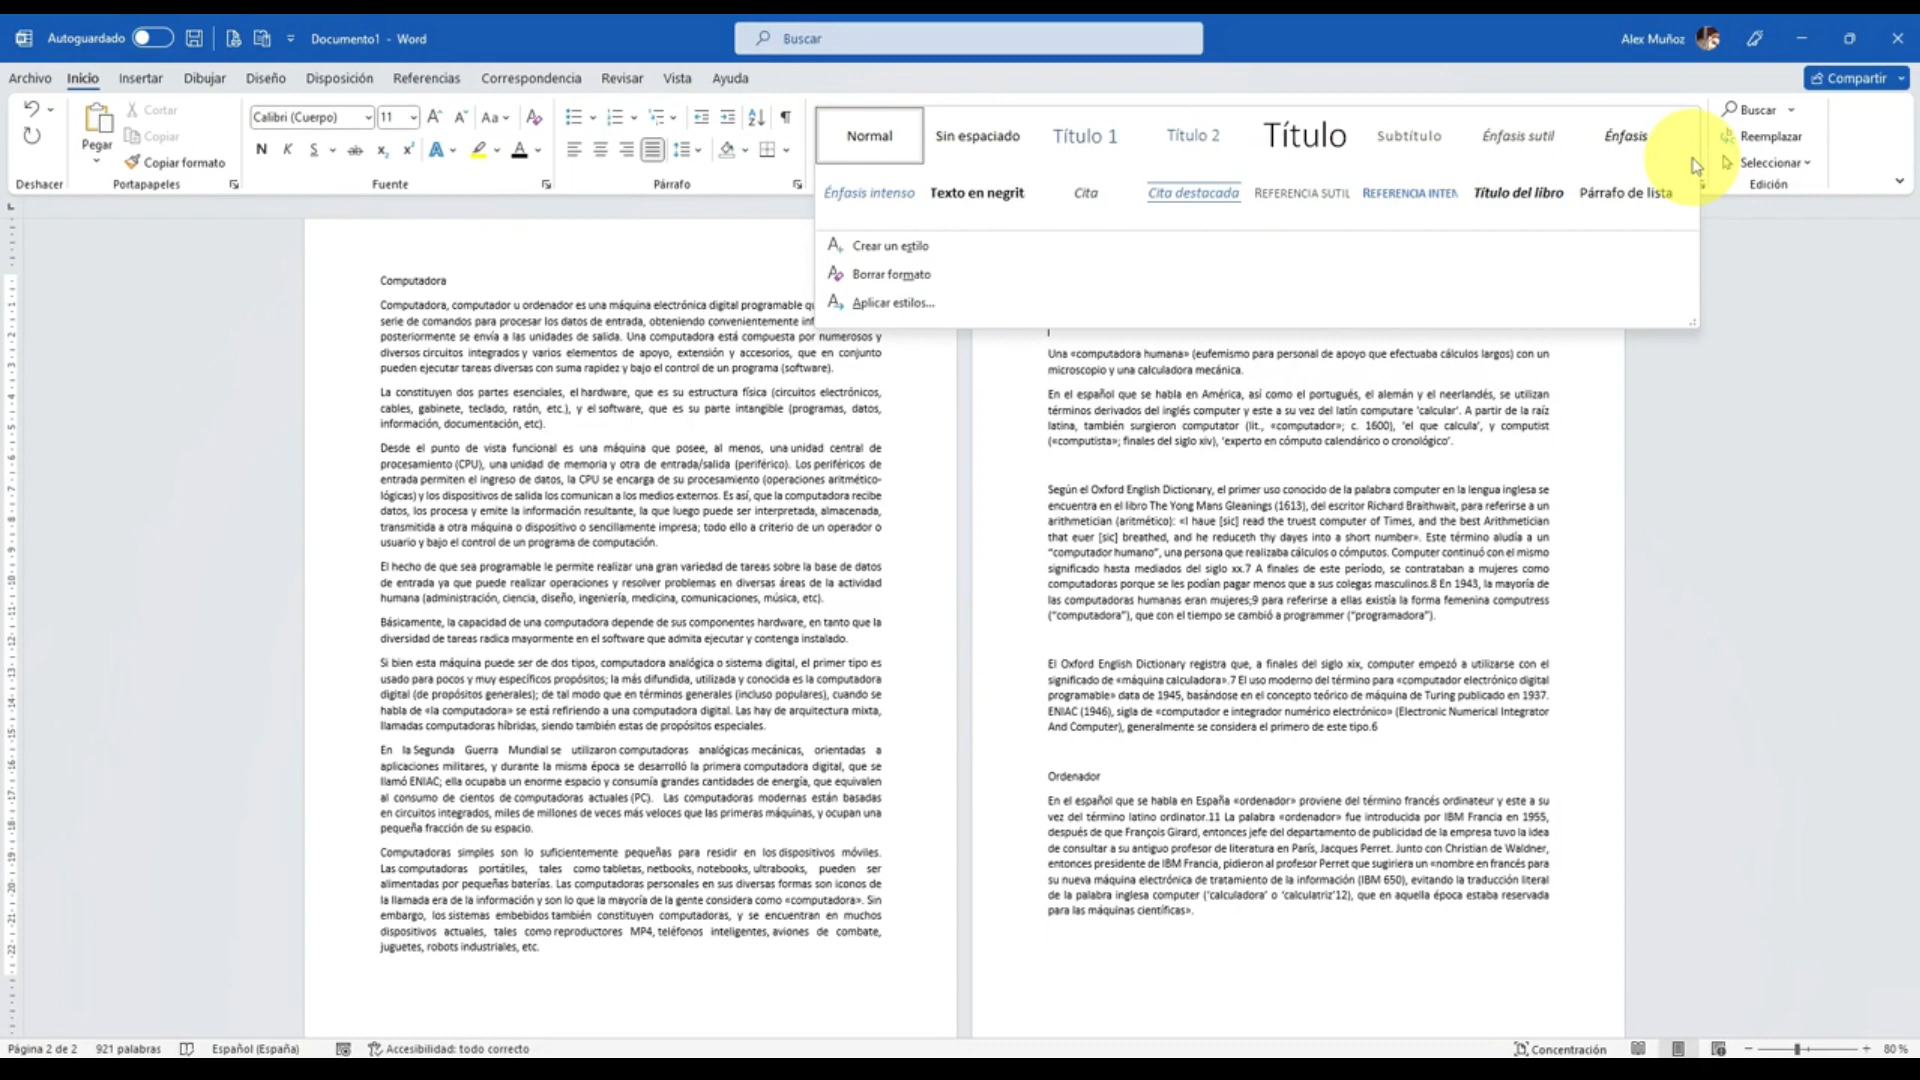 Autoguardado
Documento1 - Word
Buscar
Alex Muñoz
Archivo Inicio Insertar Dibujar Diseño Disposición Referencias Correspondencia Revisar Vista Ayuda
Compartir
Deshacer
Pegar
Cortar
Copiar
Copiar formato
Portapapeles
Calibri (Cuerpo) 11
Fuente
Párrafo
Normal Sin espaciado Título 1 Título 2 Título Subtítulo Énfasis sutil Énfasis
Énfasis intenso Texto en negrit Cita Cita destacada REFERENCIA SUTIL REFERENCIA INTEN Título del libro Párrafo de lista
Crear un estilo
Borrar formato
Aplicar estilos...
Buscar
Reemplazar
Seleccionar
Edición
Computadora
Computadora, computador u ordenador es una máquina electrónica digital programable
serie de comandos para procesar los datos de entrada, obteniendo convenientemente
posteriormente se envía a las unidades de salida. Una computadora está compuesta por numerosos y
diversos circuitos integrados y varios elementos de apoyo, extensión y accesorios, que en conjunto
pueden ejecutar tareas diversas con suma rapidez y bajo el control de un programa (software).
La constituyen dos partes esenciales, el hardware, que es su estructura física (circuitos electrónicos,
cables, gabinete, teclado, ratón, etc.), y el software, que es su parte intangible (programas, datos,
información, documentación, etc).
Desde el punto de vista funcional es una máquina que posee, al menos, una unidad central de
procesamiento (CPU), una unidad de memoria y otra de entrada/salida (periférico). Los periféricos de
entrada permiten el ingreso de datos, la CPU se encarga de su procesamiento (operaciones aritmético-
lógicas) y los dispositivos de salida los comunican a los medios externos. Es así, que la computadora recibe
datos, los procesa y emite la información resultante, la que luego puede ser interpretada, almacenada,
transmitida a otra máquina o dispositivo o sencillamente impresa; todo ello a criterio de un operador o
usuario y bajo el control de un programa de computación.
El hecho de que sea programable le permite realizar una gran variedad de tareas sobre la base de datos
de entrada ya que puede realizar operaciones y resolver problemas en diversas áreas de la actividad
humana (administración, ciencia, diseño, ingeniería, medicina, comunicaciones, música, etc).
Básicamente, la capacidad de una computadora depende de sus componentes hardware, en tanto que la
diversidad de tareas radica mayormente en el software que admita ejecutar y contenga instalado.
Si bien esta máquina puede ser de dos tipos, computadora analógica o sistema digital, el primer tipo es
usado para pocos y muy específicos propósitos; la más difundida, utilizada y conocida es la computadora
digital (de propósitos generales); de tal modo que en términos generales (incluso populares), cuando se
habla de «la computadora» se está refiriendo a una computadora digital. Las hay de arquitectura mixta,
llamadas computadoras híbridas, siendo también estas de propósitos especiales.
En la Segunda Guerra Mundial se utilizaron computadoras analógicas mecánicas, orientadas a
aplicaciones militares, y durante la misma época se desarrolló la primera computadora digital, que se
llamó ENIAC; ella ocupaba un enorme espacio y consumía grandes cantidades de energía, que equivalen
al consumo de cientos de computadoras actuales (PC). Las computadoras modernas están basadas
en circuitos integrados, miles de millones de veces más veloces que las primeras máquinas, y ocupan una
pequeña fracción de su espacio.
Computadoras simples son lo suficientemente pequeñas para residir en los dispositivos móviles.
Las computadoras portátiles, tales como tabletas, netbooks, notebooks, ultrabooks, pueden ser
alimentadas por pequeñas baterías. Las computadoras personales en sus diversas formas son iconos de
la llamada era de la información y son lo que la mayoría de la gente considera como «computadora». Sin
embargo, los sistemas embebidos también constituyen computadoras, y se encuentran en muchos
dispositivos actuales, tales como reproductores MP4, teléfonos inteligentes, aviones de combate,
juguetes, robots industriales, etc.
Una «computadora humana» (eufemismo para personal de apoyo que efectuaba cálculos largos) con un
microscopio y una calculadora mecánica.
En el español que se habla en América, así como el portugués, el alemán y el neerlandés, se utilizan
términos derivados del inglés computer y este a su vez del latín computare 'calcular'. A partir de la raíz
latina, también surgieron computator (lit., «computador»; c. 1600), 'el que calcula', y computist
(«computista»; finales del siglo xiv), 'experto en cómputo calendárico o cronológico'.
Según el Oxford English Dictionary, el primer uso conocido de la palabra computer en la lengua inglesa se
encuentra en el libro The Yong Mans Gleanings (1613), del escritor Richard Braithwait, para referirse a un
arithmetician (aritmético): «I haue [sic] read the truest computer of Times, and the best Arithmetician
that euer [sic] breathed, and he reduceth thy dayes into a short number». Este término aludía a un
"computador humano", una persona que realizaba cálculos o cómputos. Computer continuó con el mismo
significado hasta mediados del siglo xx.7 A finales de este período, se contrataban a mujeres como
computadoras porque se les podían pagar menos que a sus colegas masculinos.8 En 1943, la mayoría de
las computadoras humanas eran mujeres;9 para referirse a ellas existía la forma femenina computress
("computadora"), que con el tiempo se cambió a programmer ("programadora").
El Oxford English Dictionary registra que, a finales del siglo xix, computer empezó a utilizarse con el
significado de «máquina calculadora».7 El uso moderno del término para «computador electrónico digital
programable» data de 1945, basándose en el concepto teórico de máquina de Turing publicado en 1937.
ENIAC (1946), sigla de «computador e integrador numérico electrónico» (Electronic Numerical Integrator
And Computer), generalmente se considera el primero de este tipo.6
Ordenador
En el español que se habla en España «ordenador» proviene del término francés ordinateur y este a su
vez del término latino ordinator.11 La palabra «ordenador» fue introducida por IBM Francia en 1955,
después de que François Girard, entonces jefe del departamento de publicidad de la empresa tuvo la idea
de consultar a su antiguo profesor de literatura en París, Jacques Perret. Junto con Christian de Waldner,
entonces presidente de IBM Francia, pidieron al profesor Perret que sugiriera un «nombre en francés para
su nueva máquina electrónica de tratamiento de la información (IBM 650), evitando la traducción literal
de la palabra inglesa computer ('calculadora' o 'calculatriz'12), que en aquella época estaba reservada
para las máquinas científicas».
Página 2 de 2 921 palabras Español (España) Accesibilidad: todo correcto Concentración 80 %